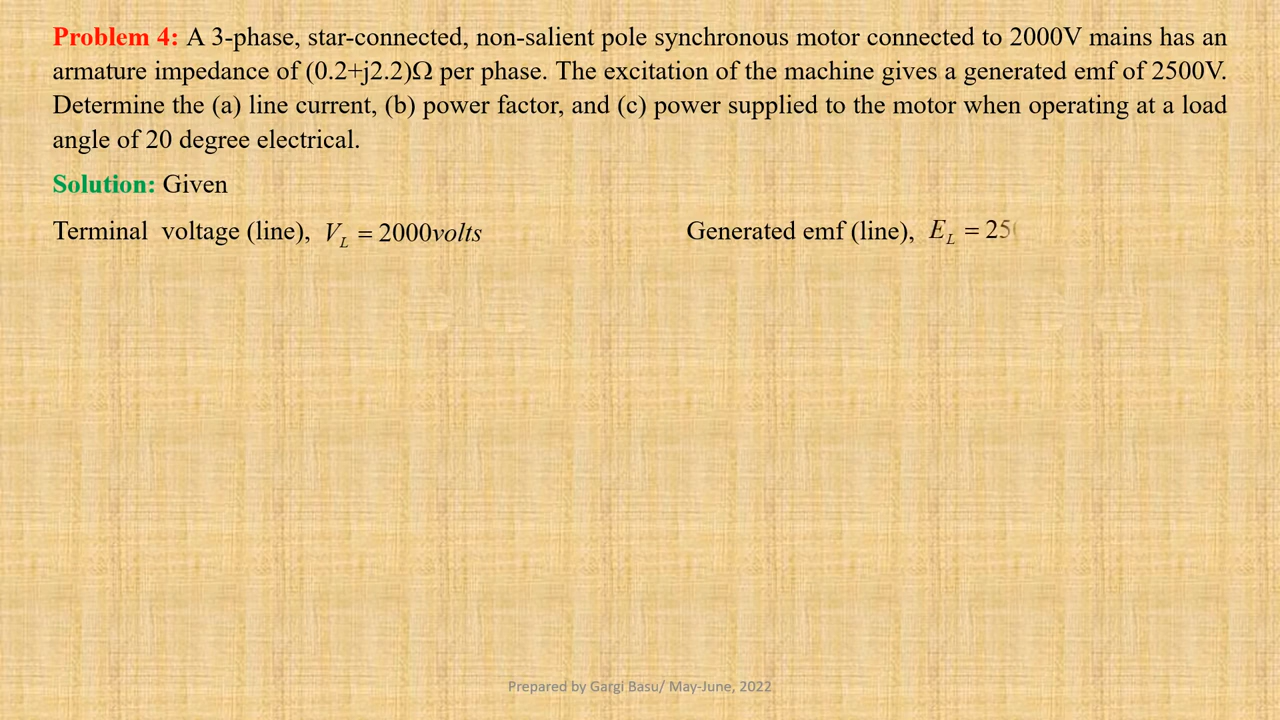 Problem 4: A 3-phase, star-connected, non-salient pole synchronous motor connected to 2000V mains has an
armature impedance of (0.2+j2.2)Ω per phase. The excitation of the machine gives a generated emf of 2500V.
Determine the (a) line current, (b) power factor, and (c) power supplied to the motor when operating at a load
angle of 20 degree electrical.
Solution: Given
Terminal voltage (line), V_L = 2000volts Generated emf (line), E_L = 25
Prepared by Gargi Basu/ May-June, 2022